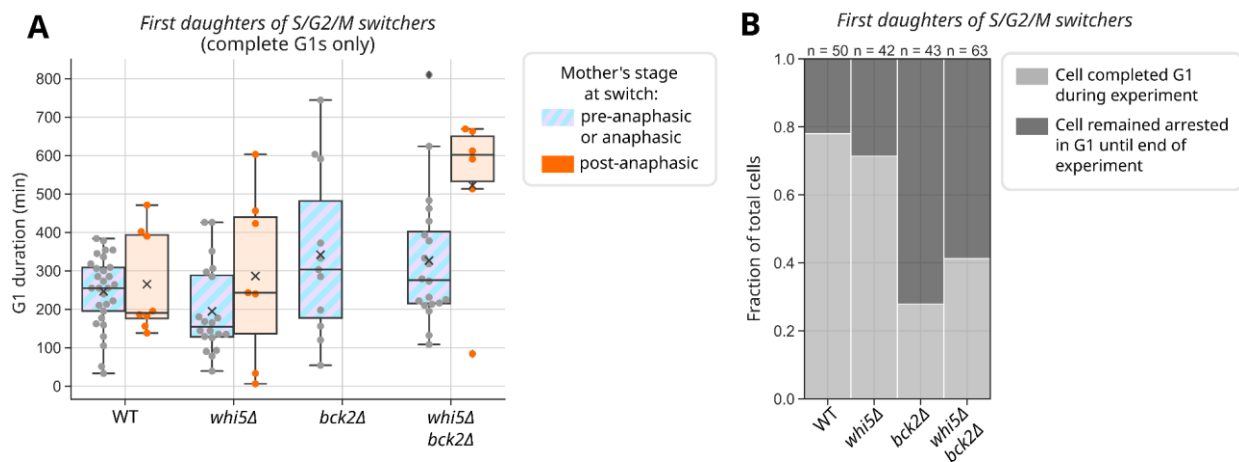 A
First daughters of S/G2/M switchers
(complete G1s only)
G1 duration (min)
800
700
600
500
400
300
200
100
0
WT
whi5Δ
bck2Δ
whi5Δ
bck2Δ
Mother's stage
at switch:
pre-anaphasic
or anaphasic
post-anaphasic
B
First daughters of S/G2/M switchers
n = 50 n = 42 n = 43 n = 63
Fraction of total cells
1.0
0.8
0.6
0.4
0.2
0.0
WT
whi5Δ
bck2Δ
whi5Δ
bck2Δ
Cell completed G1
during experiment
Cell remained arrested
in G1 until end of
experiment